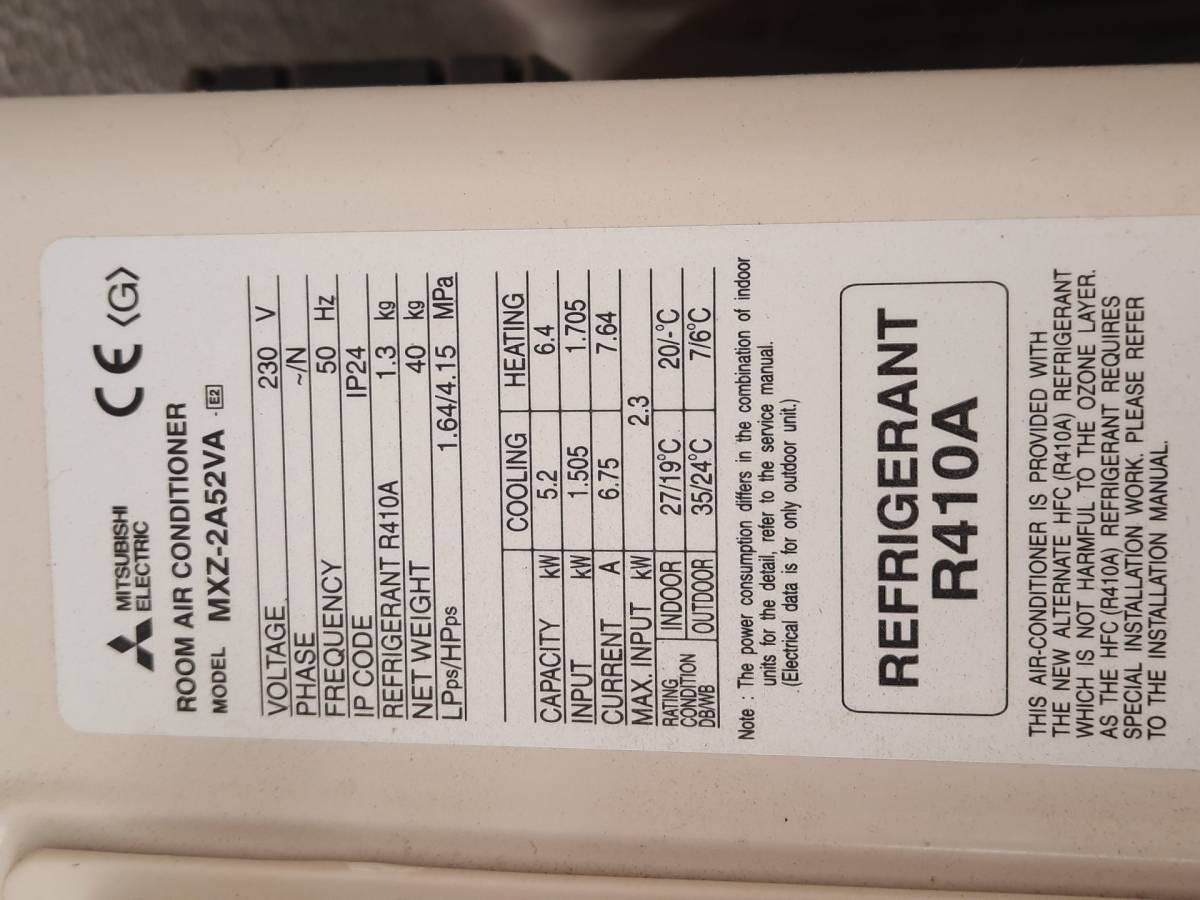 MITSUBISHI
ELECTRIC
CE <G>
ROOM AIR CONDITIONER
MODEL MXZ-2A52VA -E2
VOLTAGE 230 V
PHASE ~/N
FREQUENCY 50 Hz
IP CODE IP24
REFRIGERANT R410A 1.3 kg
NET WEIGHT 40 kg
LPps/HPps 1.64/4.15 MPa
COOLING HEATING
CAPACITY kW 5.2 6.4
INPUT kW 1.505 1.705
CURRENT A 6.75 7.64
MAX. INPUT kW 2.3
RATING CONDITION DB/WB INDOOR 27/19°C 20/-°C
OUTDOOR 35/24°C 7/6°C
Note : The power consumption differs in the combination of indoor
units for the detail, refer to the service manual.
(Electrical data is for only outdoor unit.)
REFRIGERANT
R410A
THIS AIR-CONDITIONER IS PROVIDED WITH
THE NEW ALTERNATE HFC (R410A) REFRIGERANT
WHICH IS NOT HARMFUL TO THE OZONE LAYER.
AS THE HFC (R410A) REFRIGERANT REQUIRES
SPECIAL INSTALLATION WORK. PLEASE REFER
TO THE INSTALLATION MANUAL.